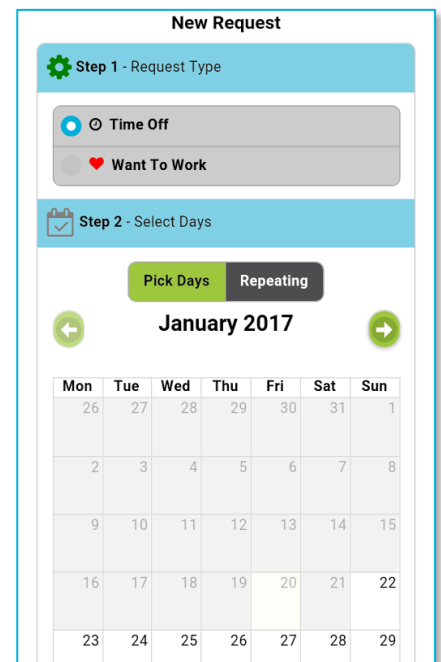 New Request
Step 1 - Request Type
Time Off
Want To Work
Step 2 - Select Days
Pick Days Repeating
January 2017
Mon Tue Wed Thu Fri Sat Sun
26 27 28 29 30 31 1
2 3 4 5 6 7 8
9 10 11 12 13 14 15
16 17 18 19 20 21 22
23 24 25 26 27 28 29